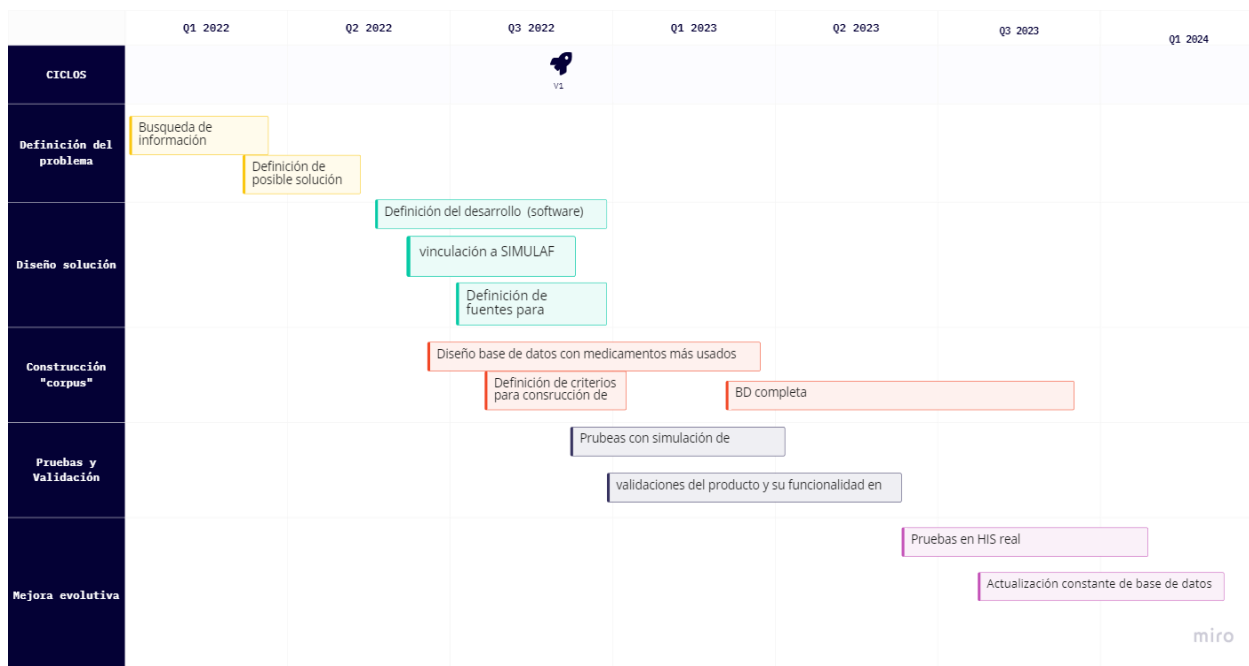 Q1 2022
Q2 2022
Q3 2022
Q1 2023
Q2 2023
Q3 2023
Q1 2024
CICLOS
V1
Definición del
problema
Busqueda de
información
Definición de
posible solución
Diseño solución
Definición del desarrollo (software)
vinculación a SIMULAF
Definición de
fuentes para
Construcción
"corpus"
Diseño base de datos con medicamentos más usados
Definición de criterios
para consrucción de
BD completa
Pruebas y
Validación
Prubeas con simulación de
validaciones del producto y su funcionalidad en
Mejora evolutiva
Pruebas en HIS real
Actualización constante de base de datos
miro